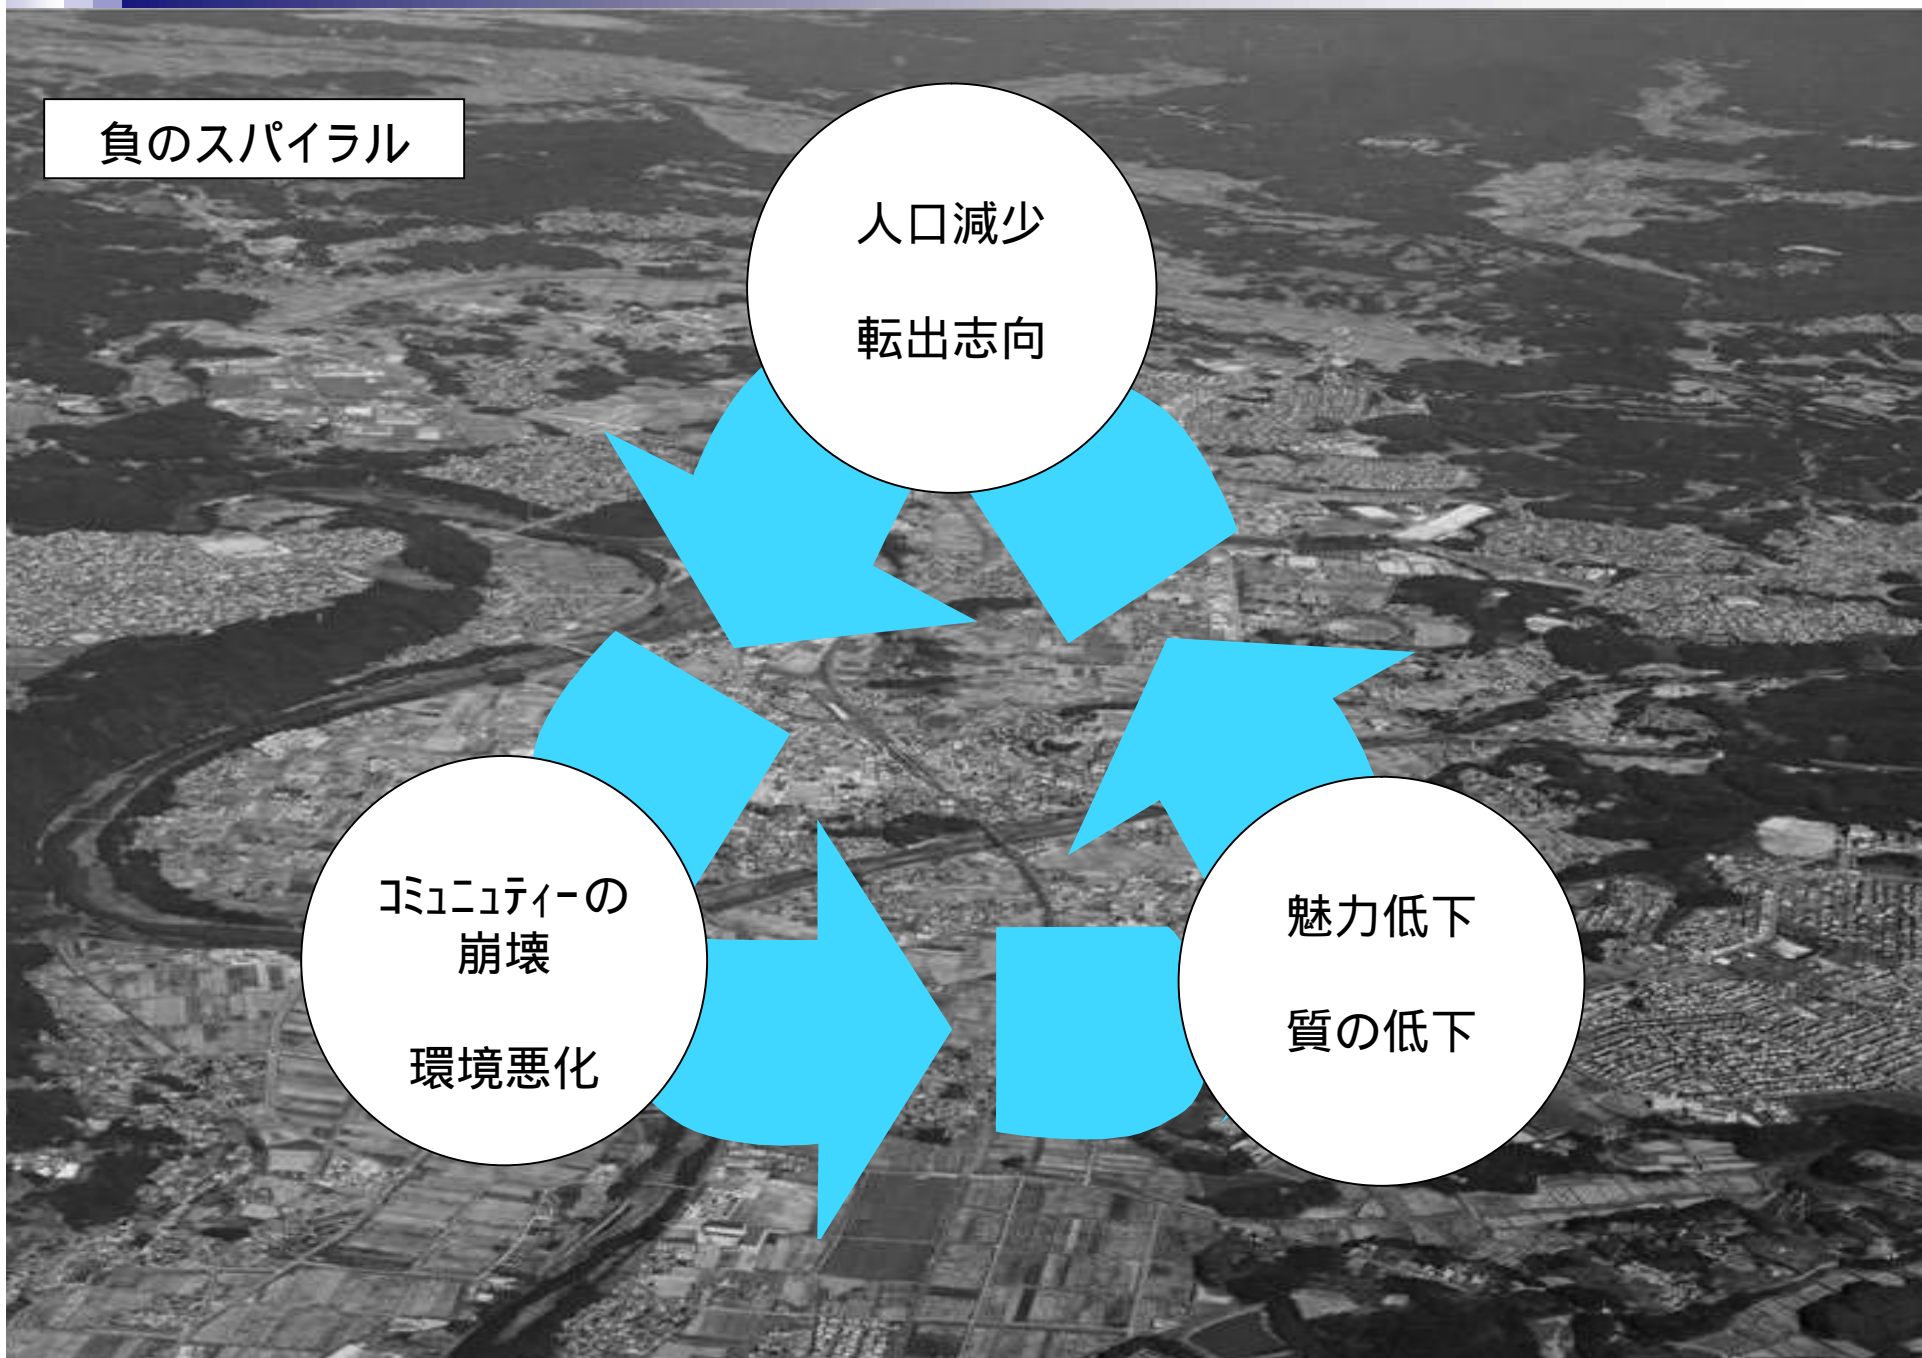 負のスパイラル
人口減少
転出志向
ｺﾐｭﾆｭﾃｨｰの
崩壊
環境悪化
魅力低下
質の低下